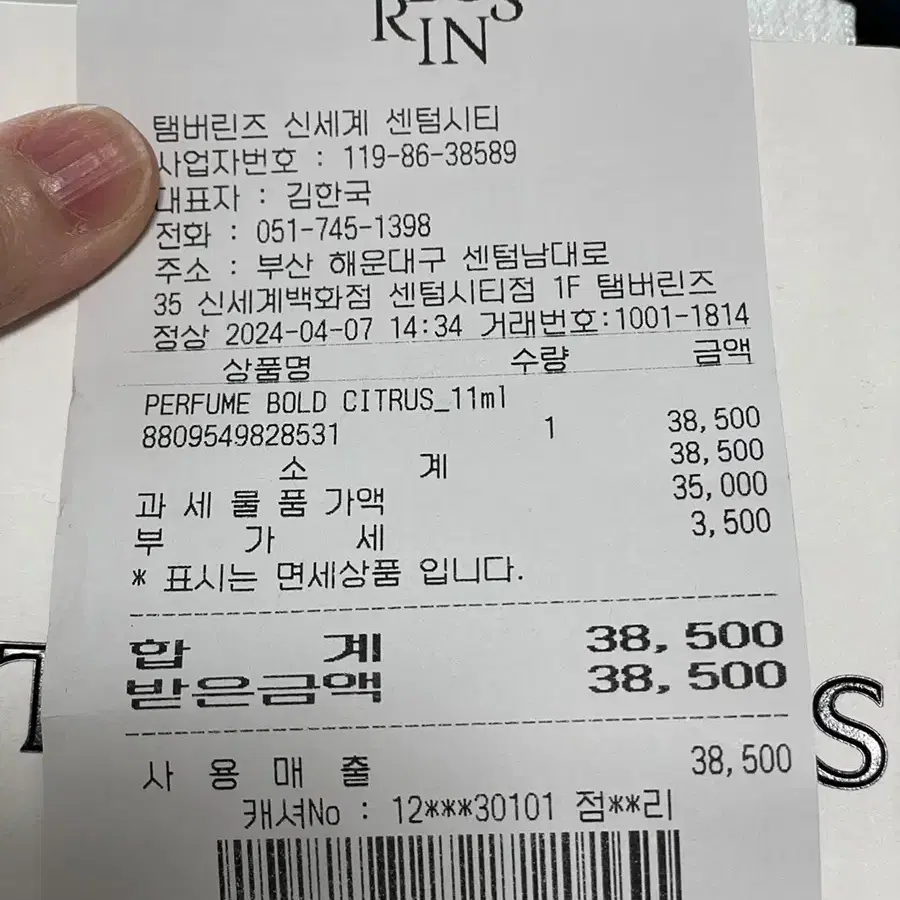 RIN
탬버린즈 신세계 센텀시티
사업자번호 : 119-86-38589
대표자 : 김한국
전화 : 051-745-1398
주소 : 부산 해운대구 센텀남대로
35 신세계백화점 센텀시티점 1F 탬버린즈
정상 2024-04-07 14:34 거래번호:1001-1814
상품명 수량 금액
PERFUME BOLD CITRUS_11ml
8809549828531 1 38,500
소 계 38,500
과 세 물 품 가액 35,000
부 가 세 3,500
* 표시는 면세상품 입니다.
합 계 38,500
받은금액 38,500
사 용 매 출 38,500
캐셔No : 12***30101 점**리
T
S